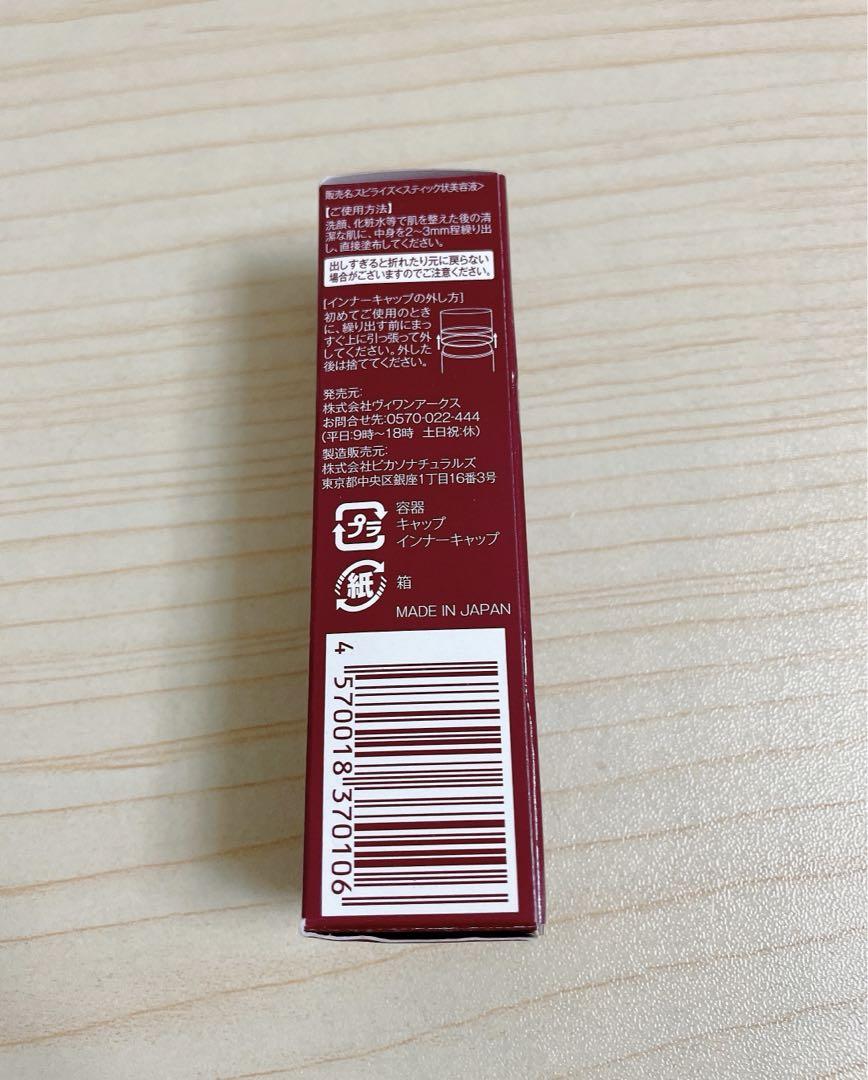 販売名:スピライズ<スティック状美容液>
【ご使用方法】
洗顔、化粧水等で肌を整えた後の清
潔な肌に、中身を2〜3mm程繰り出
し、直接塗布してください。
出しすぎると折れたり元に戻らない
場合がございますのでご注意ください。
[インナーキャップの外し方]
初めてご使用のとき
に、繰り出す前にまっ
すぐ上に引っ張って外
してください。外した
後は捨ててください。
発売元:
株式会社ヴィワンアークス
お問合せ先:0570-022-444
(平日:9時〜18時 土日祝:休)
製造販売元:
株式会社ピカソナチュラルズ
東京都中央区銀座1丁目16番3号
プラ
容器
キャップ
インナーキャップ
紙
箱
MADE IN JAPAN
4 570018 370106